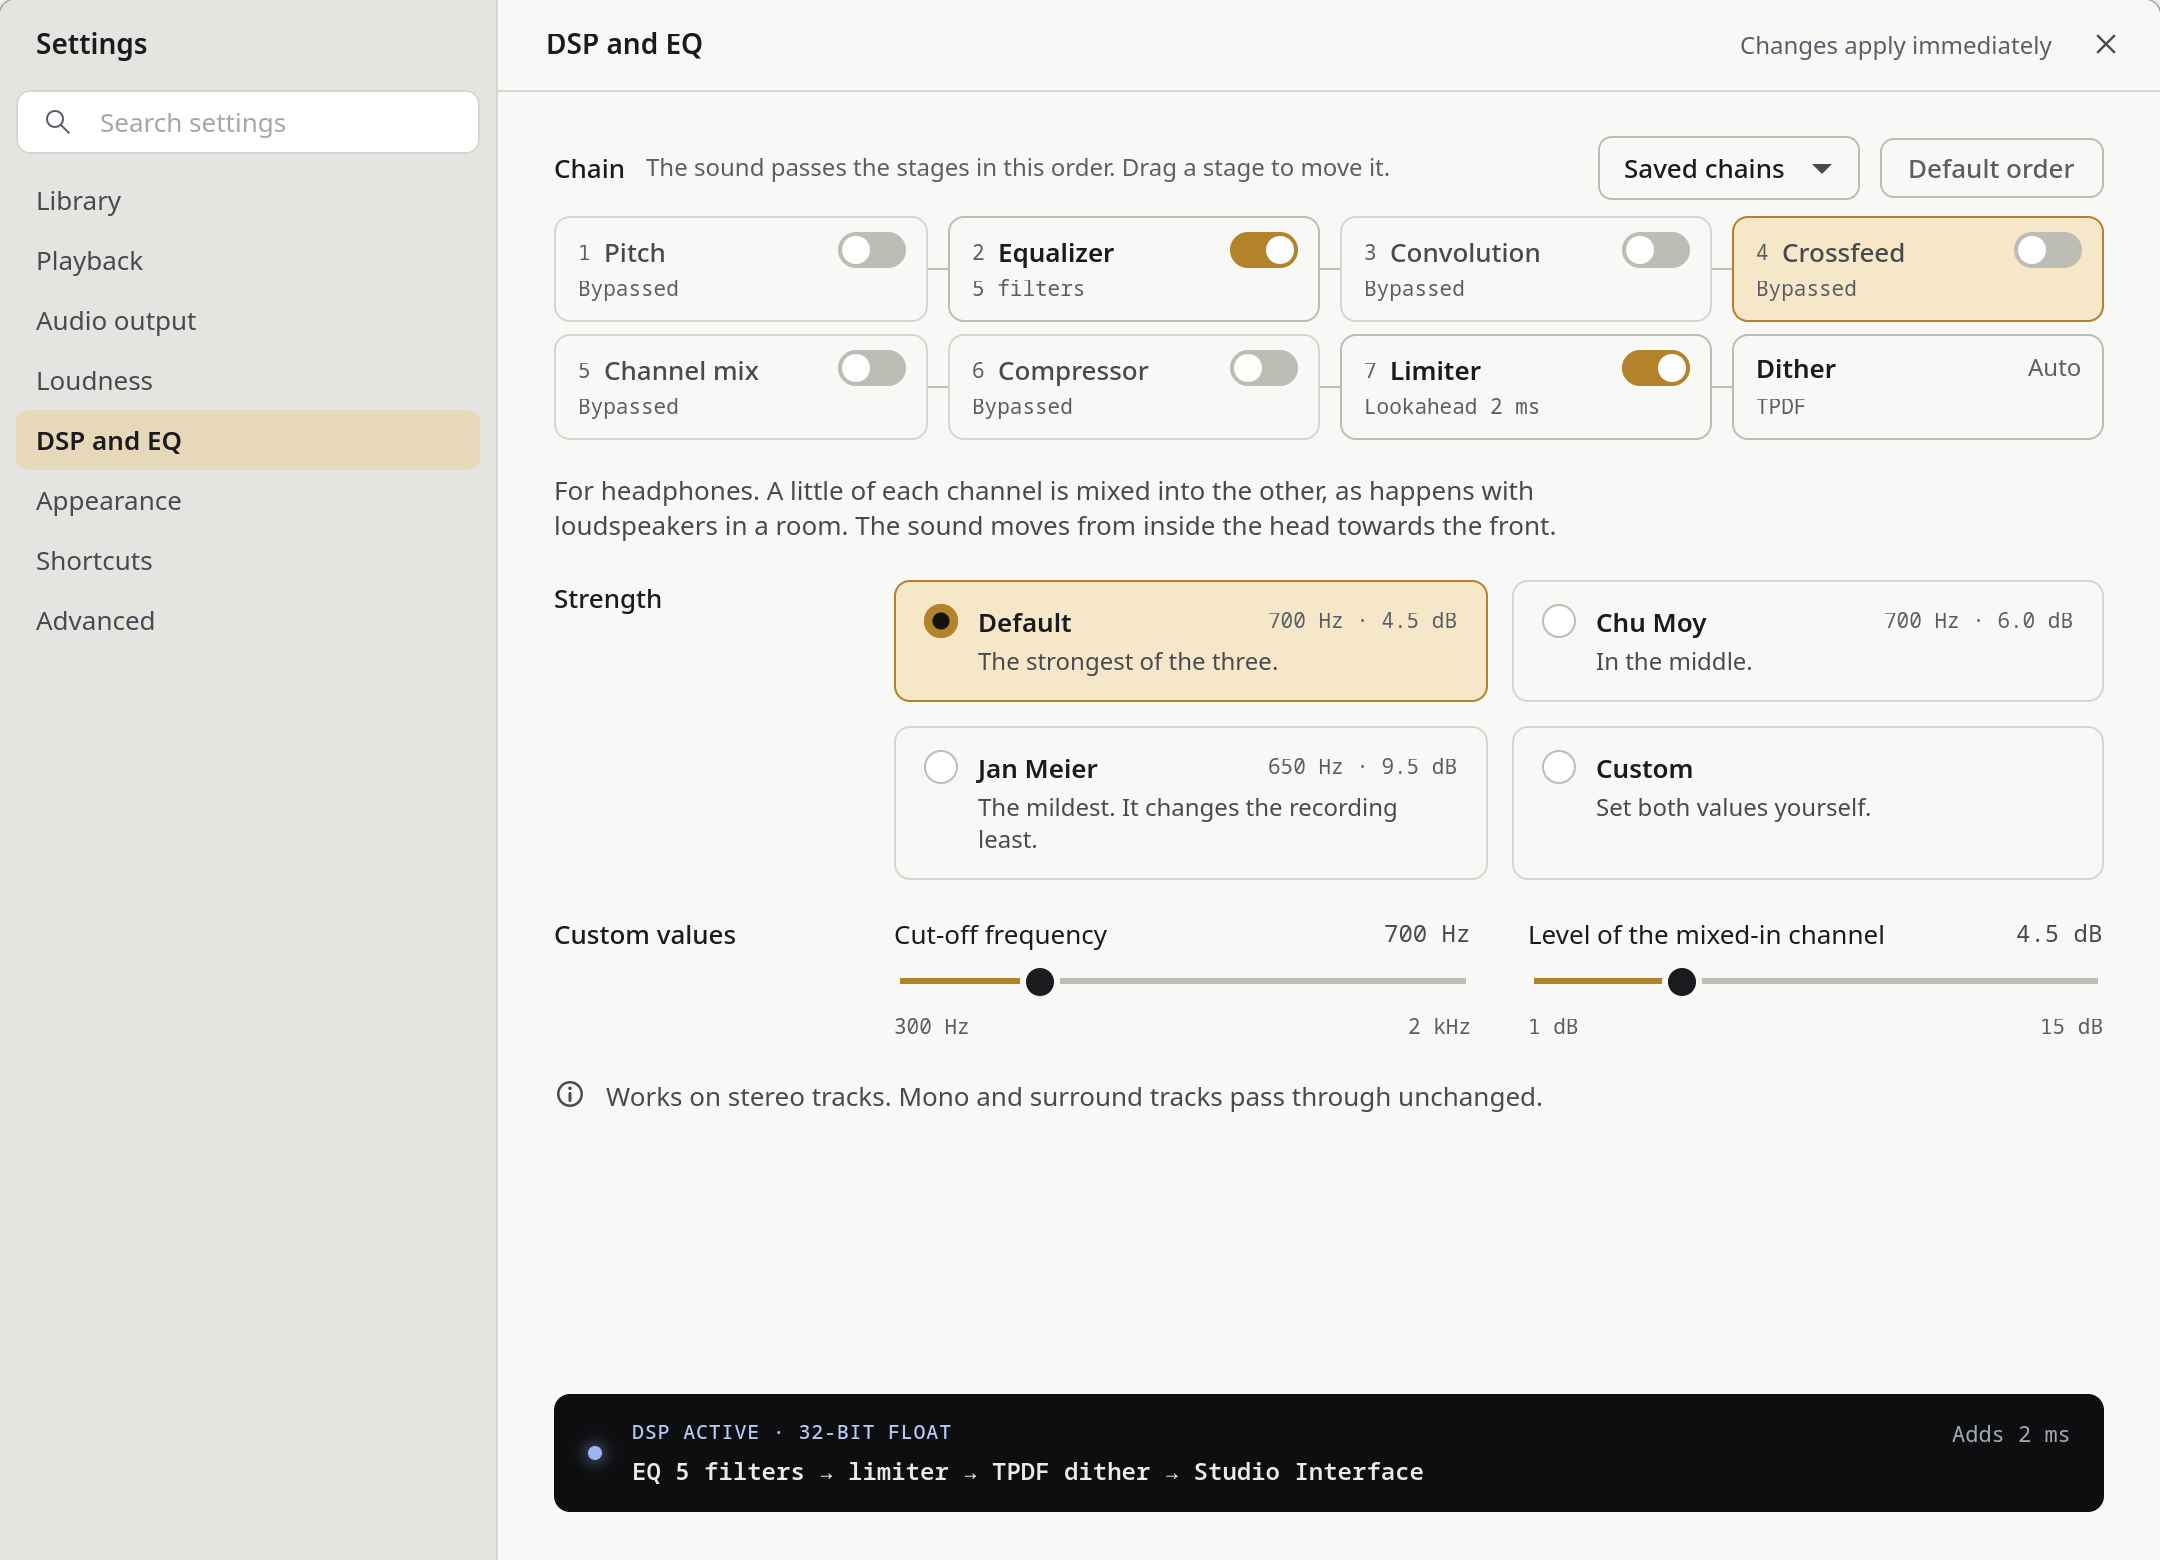 Settings
Search settings
Library
Playback
Audio output
Loudness
DSP and EQ
Appearance
Shortcuts
Advanced
DSP and EQ
Changes apply immediately
Chain The sound passes the stages in this order. Drag a stage to move it.
Saved chains
Default order
1 Pitch
Bypassed
2 Equalizer
5 filters
3 Convolution
Bypassed
4 Crossfeed
Bypassed
5 Channel mix
Bypassed
6 Compressor
Bypassed
7 Limiter
Lookahead 2 ms
Dither Auto
TPDF
For headphones. A little of each channel is mixed into the other, as happens with
loudspeakers in a room. The sound moves from inside the head towards the front.
Strength
Default 700 Hz · 4.5 dB
The strongest of the three.
Chu Moy 700 Hz · 6.0 dB
In the middle.
Jan Meier 650 Hz · 9.5 dB
The mildest. It changes the recording
least.
Custom
Set both values yourself.
Custom values
Cut-off frequency 700 Hz
300 Hz 2 kHz
Level of the mixed-in channel 4.5 dB
1 dB 15 dB
Works on stereo tracks. Mono and surround tracks pass through unchanged.
DSP ACTIVE · 32-BIT FLOAT
Adds 2 ms
EQ 5 filters → limiter → TPDF dither → Studio Interface